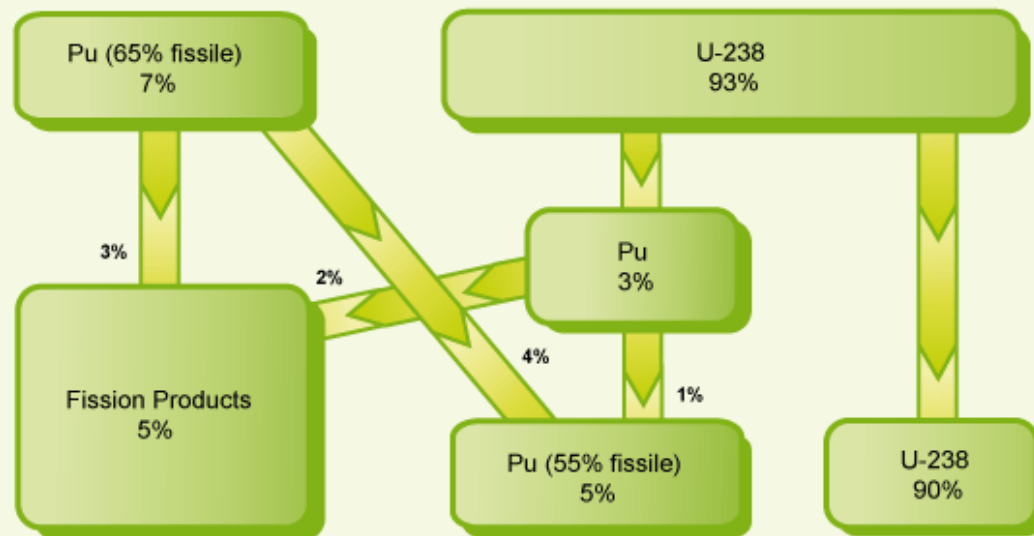 Pu (65% fissile)
7%
U-238
93%
3%
2%
Pu
3%
4%
1%
Fission Products
5%
Pu (55% fissile)
5%
U-238
90%